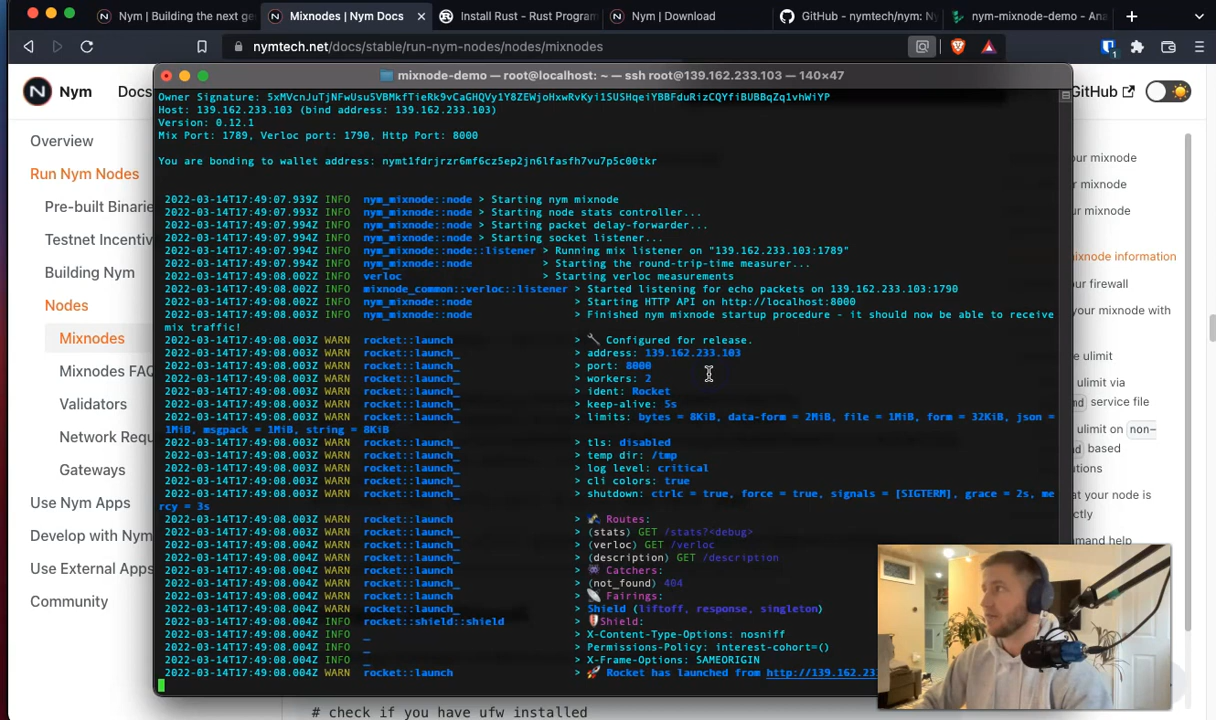 Nym | Building the next ge
Mixnodes | Nym Docs
Install Rust - Rust Program
Nym | Download
GitHub - nymtech/nym: Ny
nym-mixnode-demo - Ana
nymtech.net/docs/stable/run-nym-nodes/nodes/mixnodes
Nym
Docs
GitHub
Overview
Run Nym Nodes
Pre-built Binarie
Testnet Incentiv
Building Nym
Nodes
Mixnodes
Mixnodes FAQ
Validators
Network Requ
Gateways
Use Nym Apps
Develop with Nym
Use External Apps
Community
mixnode-demo — root@localhost: ~ — ssh root@139.162.233.103 — 140×47
Owner Signature: 5xMVcnJuTjNFwUsu5VBMkfTieRk9vCaGHQVy1Y8ZEWjoHxwRvKyi1SUSHqeiYBBFduRizCQYfiBUBBqZq1vhWiYP
Host: 139.162.233.103 (bind address: 139.162.233.103)
Version: 0.12.1
Mix Port: 1789, Verloc port: 1790, Http Port: 8000
You are bonding to wallet address: nymt1fdrjrzr6mf6cz5ep2jn6lfasfh7vu7p5c00tkr
2022-03-14T17:49:07.939Z INFO nym_mixnode::node > Starting nym mixnode
2022-03-14T17:49:07.993Z INFO nym_mixnode::node > Starting node stats controller...
2022-03-14T17:49:07.994Z INFO nym_mixnode::node > Starting packet delay-forwarder...
2022-03-14T17:49:07.994Z INFO nym_mixnode::node > Starting socket listener...
2022-03-14T17:49:07.994Z INFO nym_mixnode::node::listener > Running mix listener on "139.162.233.103:1789"
2022-03-14T17:49:07.994Z INFO nym_mixnode::node > Starting the round-trip-time measurer...
2022-03-14T17:49:08.002Z INFO verloc > Starting verloc measurements
2022-03-14T17:49:08.002Z INFO mixnode_common::verloc::listener > Started listening for echo packets on 139.162.233.103:1790
2022-03-14T17:49:08.002Z INFO nym_mixnode::node > Starting HTTP API on http://localhost:8000
2022-03-14T17:49:08.003Z INFO nym_mixnode::node > Finished nym mixnode startup procedure - it should now be able to receive
mix traffic!
2022-03-14T17:49:08.003Z WARN rocket::launch > 🔧 Configured for release.
2022-03-14T17:49:08.003Z WARN rocket::launch_ > address: 139.162.233.103
2022-03-14T17:49:08.003Z WARN rocket::launch_ > port: 8000
2022-03-14T17:49:08.003Z WARN rocket::launch_ > workers: 2
2022-03-14T17:49:08.003Z WARN rocket::launch_ > ident: Rocket
2022-03-14T17:49:08.003Z WARN rocket::launch_ > keep-alive: 5s
2022-03-14T17:49:08.003Z WARN rocket::launch_ > limits: bytes = 8KiB, data-form = 2MiB, file = 1MiB, form = 32KiB, json =
1MiB, msgpack = 1MiB, string = 8KiB
2022-03-14T17:49:08.003Z WARN rocket::launch_ > tls: disabled
2022-03-14T17:49:08.003Z WARN rocket::launch_ > temp dir: /tmp
2022-03-14T17:49:08.003Z WARN rocket::launch_ > log level: critical
2022-03-14T17:49:08.003Z WARN rocket::launch_ > cli colors: true
2022-03-14T17:49:08.003Z WARN rocket::launch_ > shutdown: ctrlc = true, force = true, signals = [SIGTERM], grace = 2s, me
rcy = 3s
2022-03-14T17:49:08.003Z WARN rocket::launch > Routes:
2022-03-14T17:49:08.003Z WARN rocket::launch_ > (stats) GET /stats?<debug>
2022-03-14T17:49:08.003Z WARN rocket::launch_ > (verloc) GET /verloc
2022-03-14T17:49:08.003Z WARN rocket::launch_ > (description) GET /description
2022-03-14T17:49:08.003Z WARN rocket::launch > 👾 Catchers:
2022-03-14T17:49:08.003Z WARN rocket::launch_ > (not_found) 404
2022-03-14T17:49:08.003Z WARN rocket::launch > Fairings:
2022-03-14T17:49:08.004Z WARN rocket::launch_ > Shield (liftoff, response, singleton)
2022-03-14T17:49:08.004Z WARN rocket::shield::shield > Shield:
2022-03-14T17:49:08.004Z INFO _ > X-Content-Type-Options: nosniff
2022-03-14T17:49:08.004Z INFO _ > Permissions-Policy: interest-cohort=()
2022-03-14T17:49:08.004Z INFO _ > X-Frame-Options: SAMEORIGIN
2022-03-14T17:49:08.004Z WARN rocket::launch_ > 🚀 Rocket has launched from http://139.162.23
your mixnode
your mixnode
ixnode information
our firewall
our mixnode with
e ulimit
ulimit via
md service file
ulimit on non-
d based
utions
at your node is
rectly
mmand help
# check if you have ufw installed